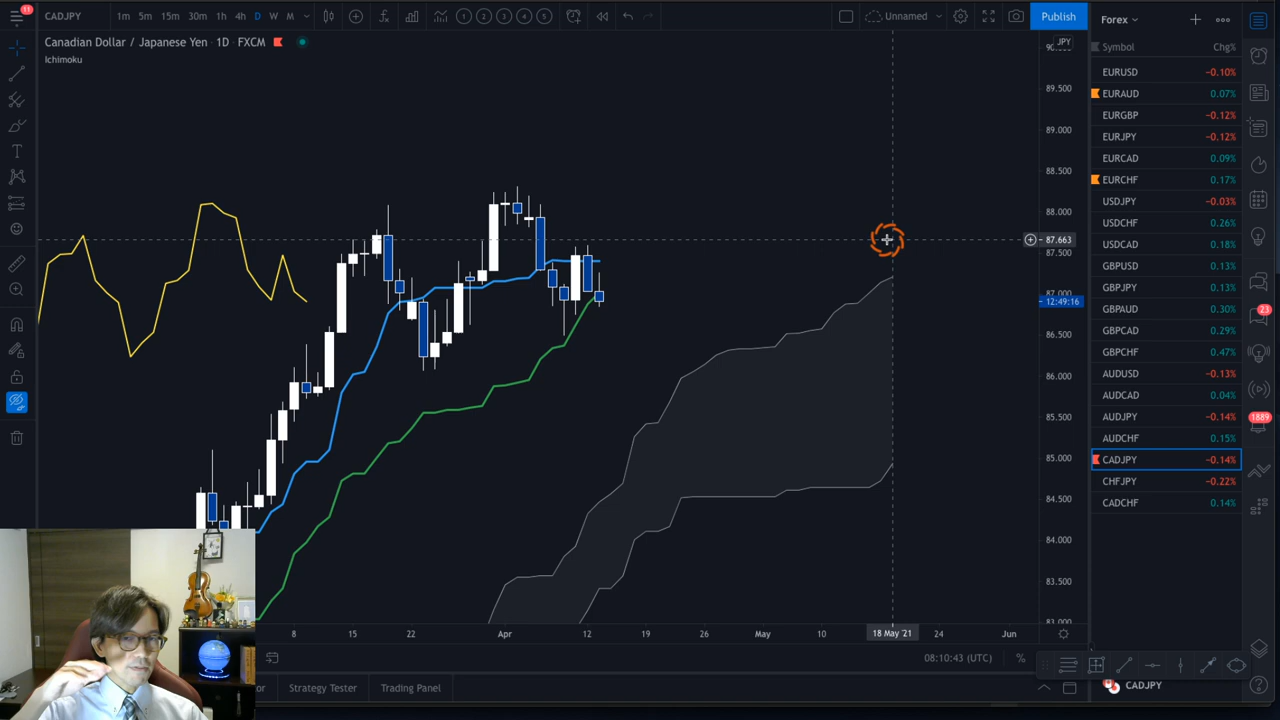 11
CADJPY 1m 5m 15m 30m 1h 4h D W M
1 2 3 4 5
Unnamed
Publish
Canadian Dollar / Japanese Yen · 1D · FXCM
Ichimoku
JPY
89.500
89.000
88.500
88.000
87.663
87.500
12:49:16
86.500
86.000
85.500
85.000
84.500
84.000
83.500
83.000
8 15 22 Apr 12 19 26 May 10 18 May '21 24 Jun
08:10:43 (UTC) %
Strategy Tester Trading Panel
Forex
Symbol Chg%
EURUSD −0.10%
EURAUD 0.07%
EURGBP −0.12%
EURJPY −0.12%
EURCAD 0.09%
EURCHF 0.17%
USDJPY −0.03%
USDCHF 0.26%
USDCAD 0.18%
GBPUSD 0.13%
GBPJPY 0.13%
GBPAUD 0.30%
GBPCAD 0.29%
GBPCHF 0.47%
AUDUSD −0.13%
AUDCAD 0.04%
AUDJPY −0.14%
AUDCHF 0.15%
CADJPY −0.14%
CHFJPY −0.22%
CADCHF 0.14%
CADJPY
23
1889